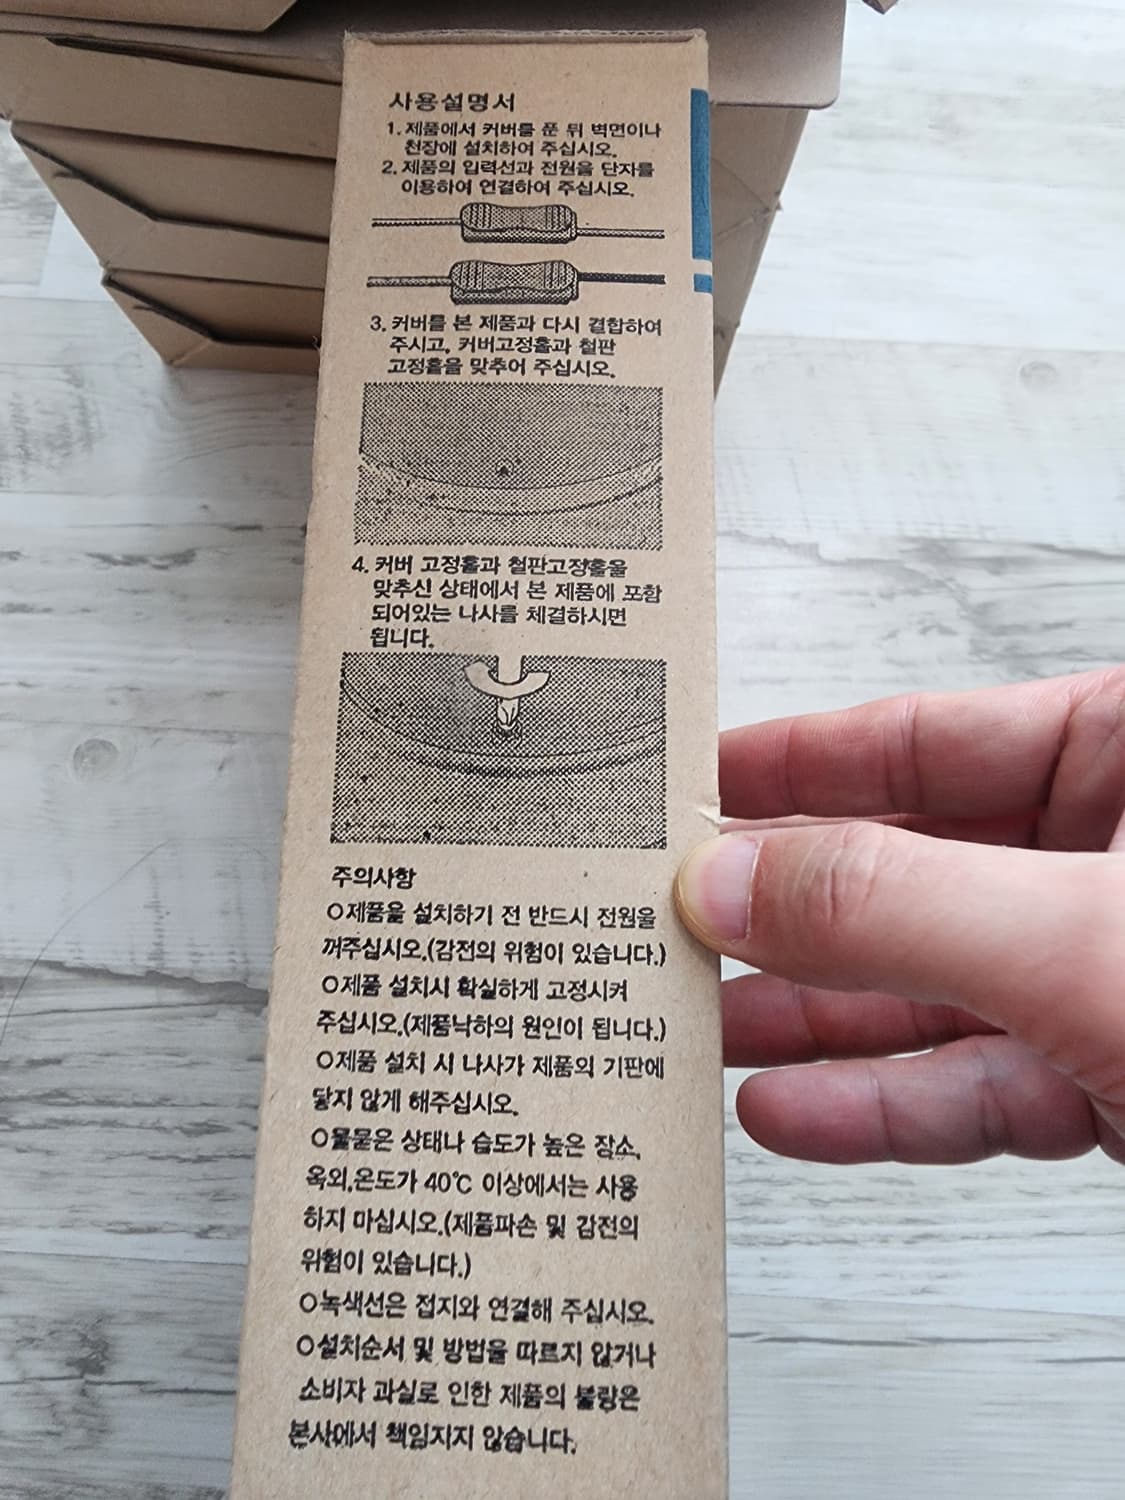 사용설명서
1. 제품에서 커버를 푼 뒤 벽면이나
천장에 설치하여 주십시오.
2. 제품의 입력선과 전원을 단자를
이용하여 연결하여 주십시오.
3. 커버를 본 제품과 다시 결합하여
주시고, 커버고정홀과 철판
고정홀을 맞추어 주십시오.
4. 커버 고정홀과 철판고정홀을
맞추신 상태에서 본 제품에 포함
되어있는 나사를 체결하시면
됩니다.
주의사항
○제품을 설치하기 전 반드시 전원을
꺼주십시오.(감전의 위험이 있습니다.)
○제품 설치시 확실하게 고정시켜
주십시오.(제품낙하의 원인이 됩니다.)
○제품 설치 시 나사가 제품의 기판에
닿지 않게 해주십시오.
○물묻은 상태나 습도가 높은 장소,
옥외,온도가 40℃ 이상에서는 사용
하지 마십시오.(제품파손 및 감전의
위험이 있습니다.)
○녹색선은 접지와 연결해 주십시오.
○설치순서 및 방법을 따르지 않거나
소비자 과실로 인한 제품의 불량은
본사에서 책임지지 않습니다.